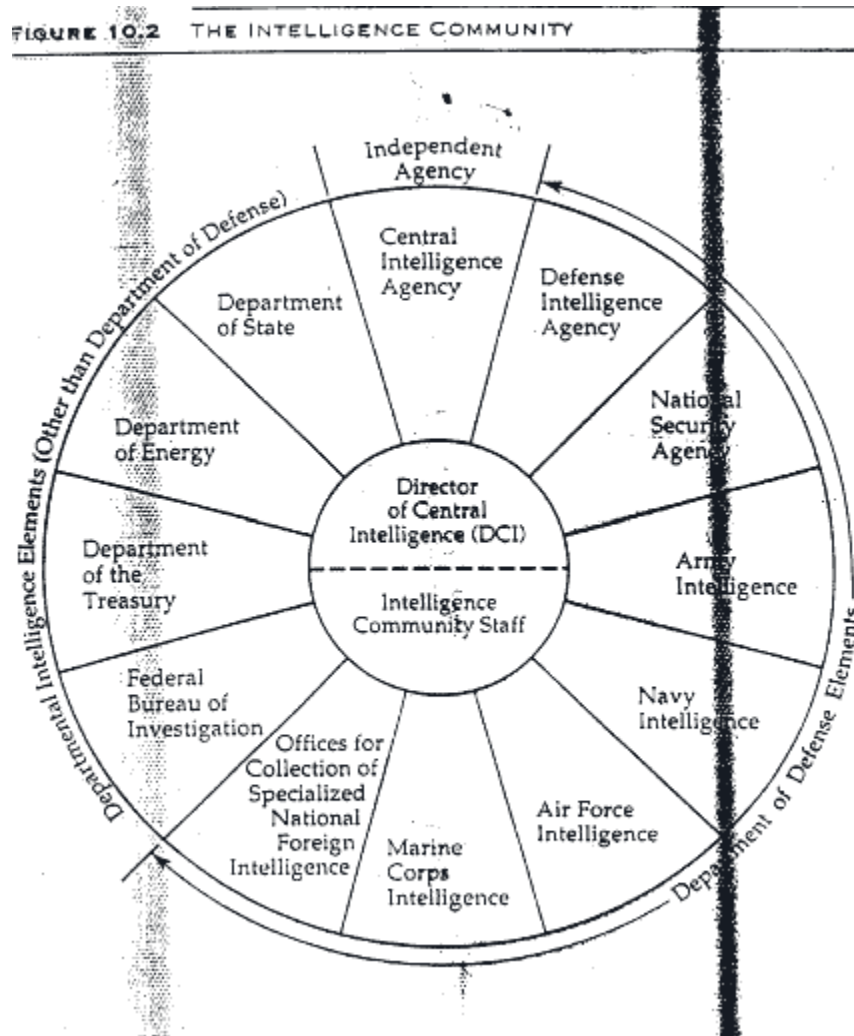 FIGURE 10.2 THE INTELLIGENCE COMMUNITY
Independent
Agency
Central
Intelligence
Agency
Defense
Intelligence
Agency
National
Security
Agency
Army
Intelligence
Navy
Intelligence
Air Force
Intelligence
Marine
Corps
Intelligence
Offices for
Collection of
Specialized
National
Foreign
Intelligence
Federal
Bureau of
Investigation
Department
of the
Treasury
Department
of Energy
Department
of State
Director
of Central
Intelligence (DCI)
Intelligence
Community Staff
Departmental Intelligence Elements (Other than Department of Defense)
Department of Defense Elements